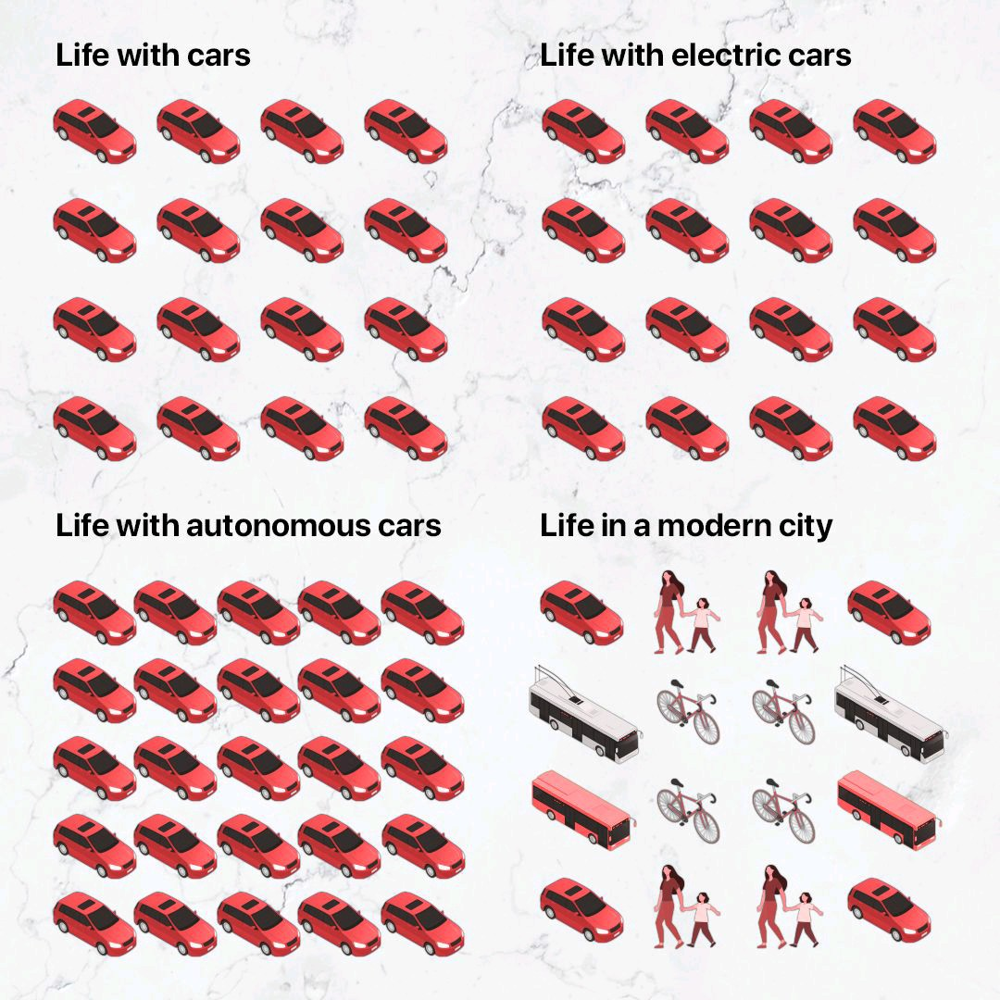 Life with cars
Life with electric cars
Life with autonomous cars
Life in a modern city